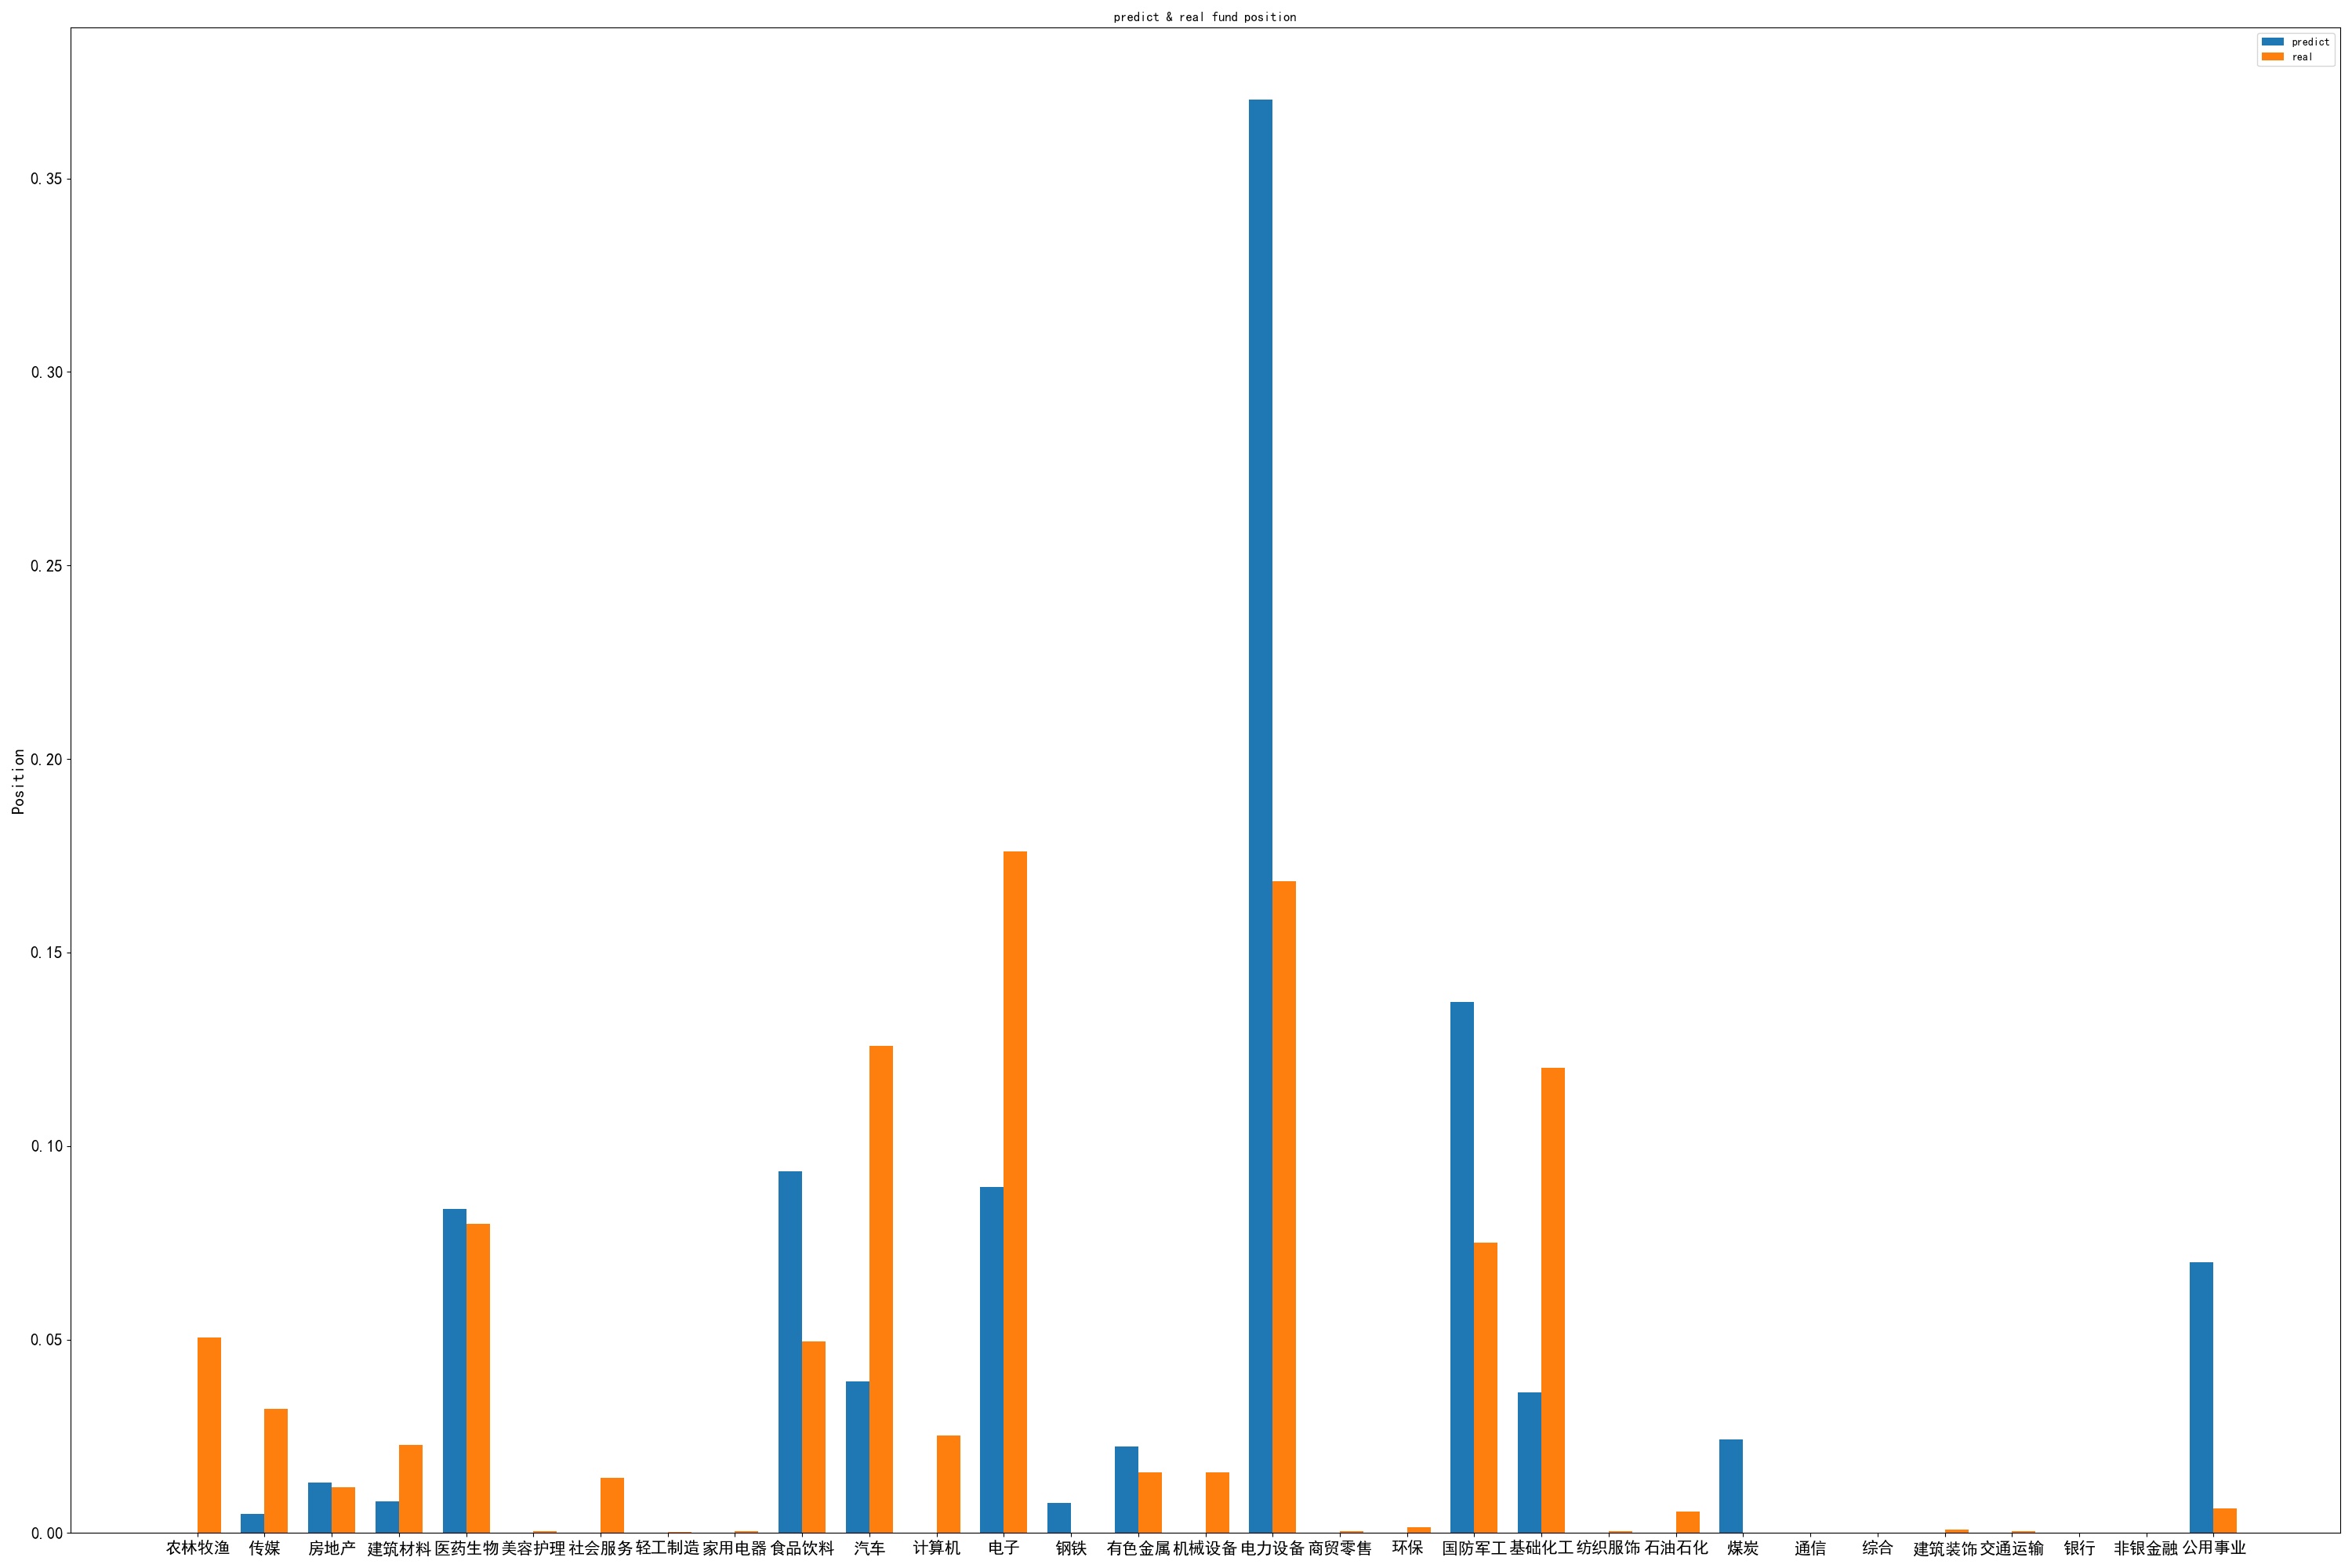 predict & real fund position
predict
real
Position
0.35
0.30
0.25
0.20
0.15
0.10
0.05
0.00
农林牧渔 传媒 房地产 建筑材料 医药生物 美容护理 社会服务 轻工制造 家用电器 食品饮料 汽车 计算机 电子 钢铁 有色金属 机械设备 电力设备 商贸零售 环保 国防军工 基础化工 纺织服饰 石油石化 煤炭 通信 综合 建筑装饰 交通运输 银行 非银金融 公用事业